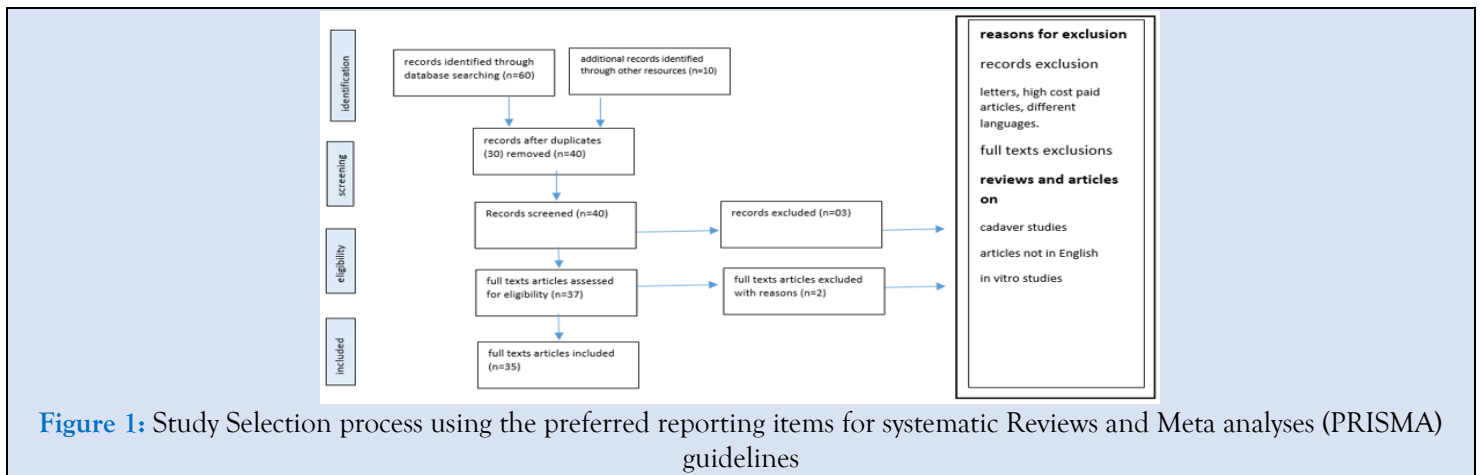 identification
records identified through
database searching (n=60)
additional records identified
through other resources (n=10)
screening
records after duplicates
(30) removed (n=40)
Records screened (n=40)
records excluded (n=03)
eligibility
full texts articles assessed
for eligibility (n=37)
full texts articles excluded
with reasons (n=2)
included
full texts articles included
(n=35)
reasons for exclusion
records exclusion
letters, high cost paid
articles, different
languages.
full texts exclusions
reviews and articles
on
cadaver studies
articles not in English
in vitro studies
Figure 1: Study Selection process using the preferred reporting items for systematic Reviews and Meta analyses (PRISMA)
guidelines